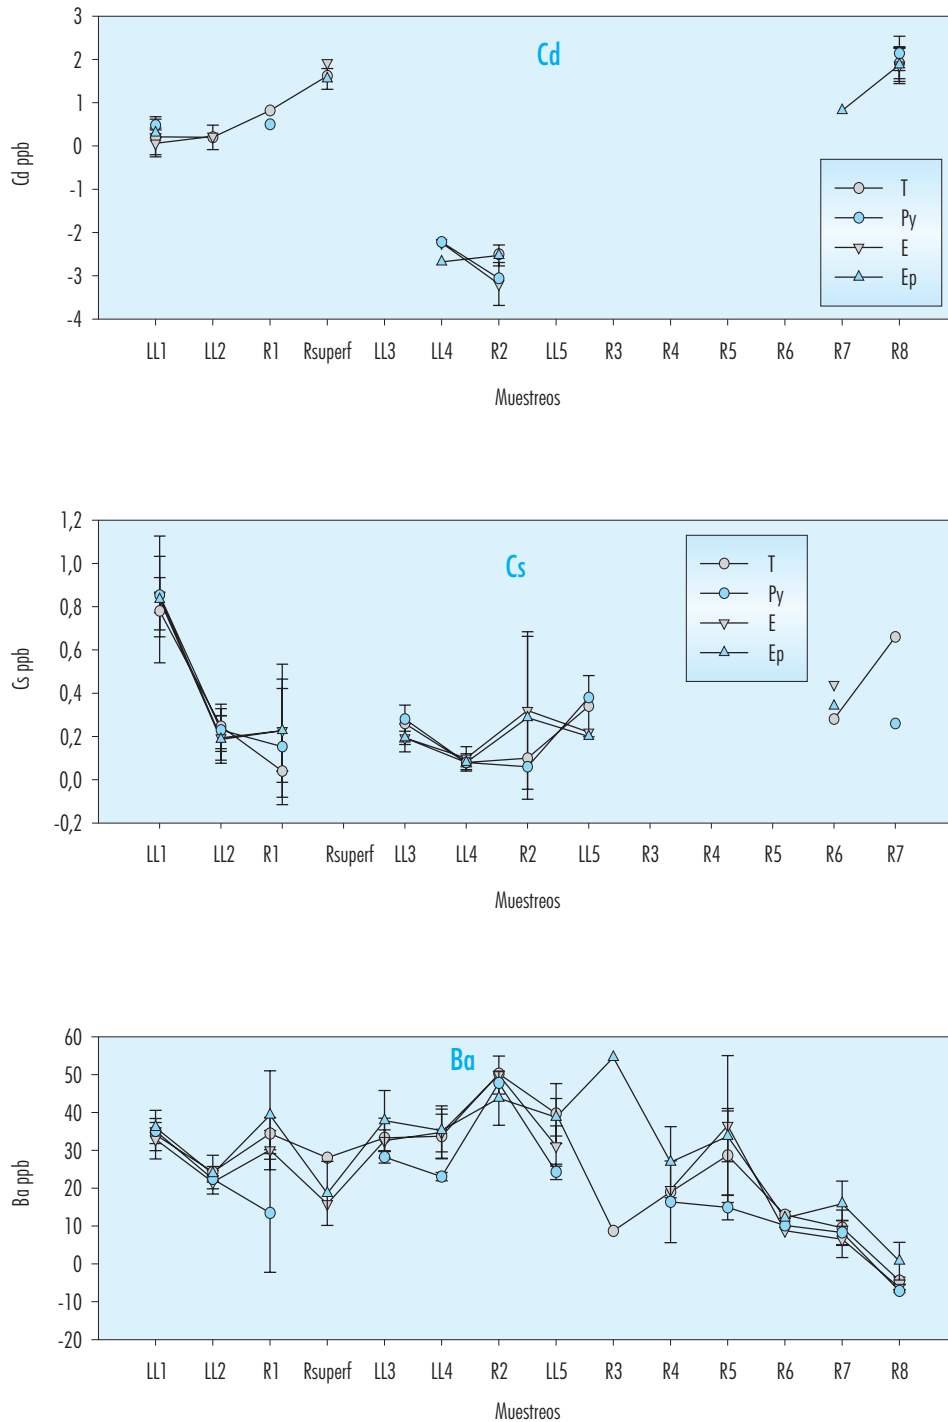 3
Cd
2
1
0
-1
-2
-3
-4
Cd ppb
T
Py
E
Ep
LL1 LL2 R1 Rsuperf LL3 LL4 R2 LL5 R3 R4 R5 R6 R7 R8
Muestreos
1,2
1,0
0,8
0,6
0,4
0,2
0,0
-0,2
Cs ppb
Cs
T
Py
E
Ep
LL1 LL2 R1 Rsuperf LL3 LL4 R2 LL5 R3 R4 R5 R6 R7
Muestreos
60
50
40
30
20
10
0
-10
-20
Ba ppb
Ba
LL1 LL2 R1 Rsuperf LL3 LL4 R2 LL5 R3 R4 R5 R6 R7 R8
Muestreos